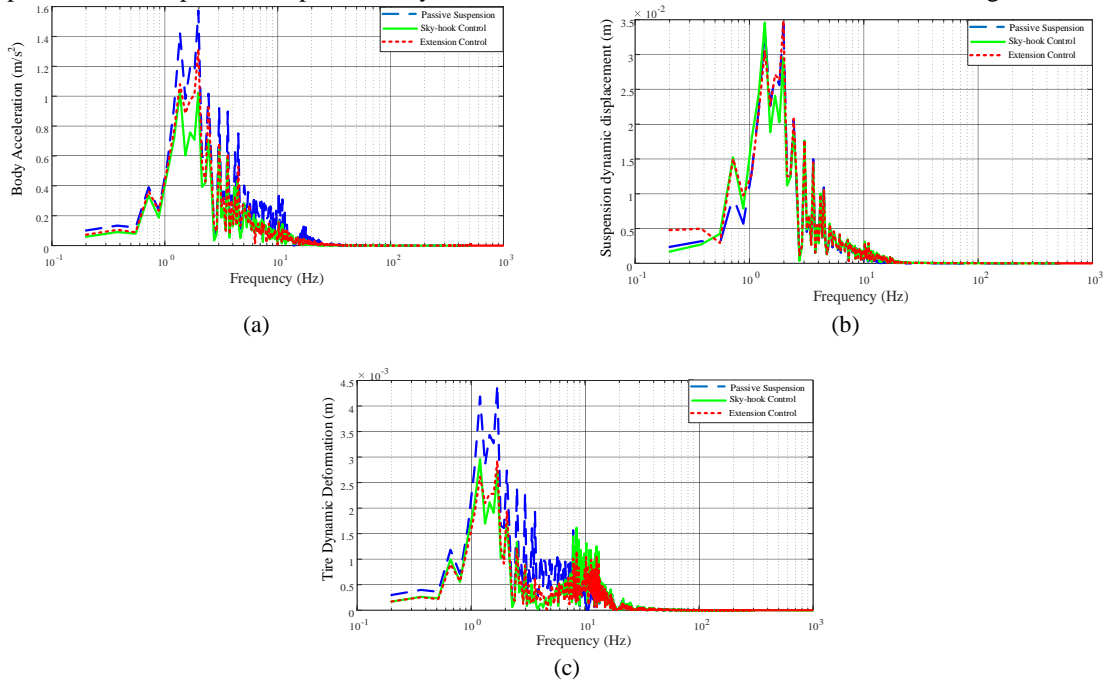 1.6
1.4
1.2
1
0.8
0.6
0.4
0.2
0
Body Acceleration (m/s²)
Passive Suspension
Sky-hook Control
Extension Control
10⁻¹ 10⁰ 10¹ 10² 10³
Frequency (Hz)
(a)
3.5 × 10⁻²
2.5
1.5
0.5
0
Suspension dynamic displacement (m)
Passive Suspension
Sky-hook Control
Extension Control
10⁻¹ 10⁰ 10¹ 10² 10³
Frequency (Hz)
(b)
× 10⁻³
4.5
3.5
3
2.5
2
1.5
1
0.5
0
Tire Dynamic Deformation (m)
Passive Suspension
Sky-hook Control
Extension Control
10⁻¹ 10⁰ 10¹ 10² 10³
Frequency (Hz)
(c)